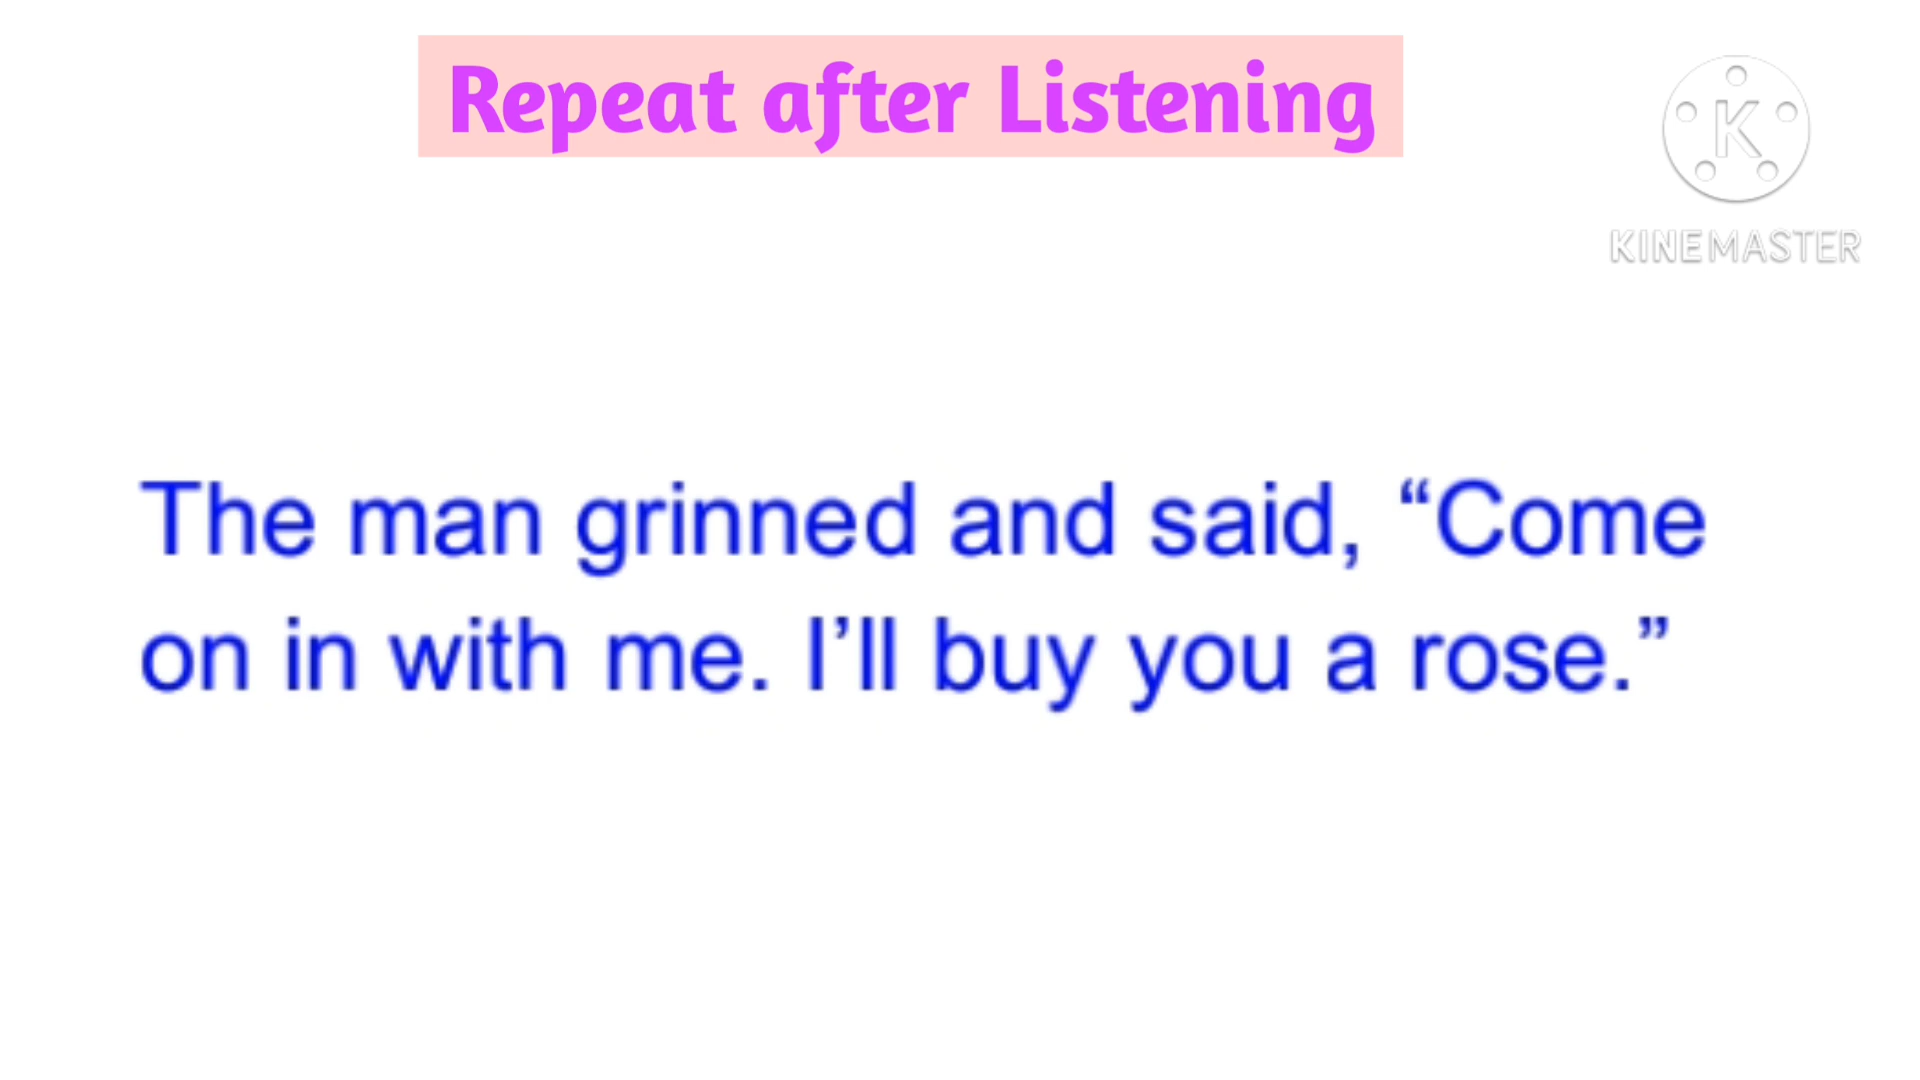 Repeat after Listening
K
KINEMASTER
The man grinned and said, “Come
on in with me. I’ll buy you a rose.”